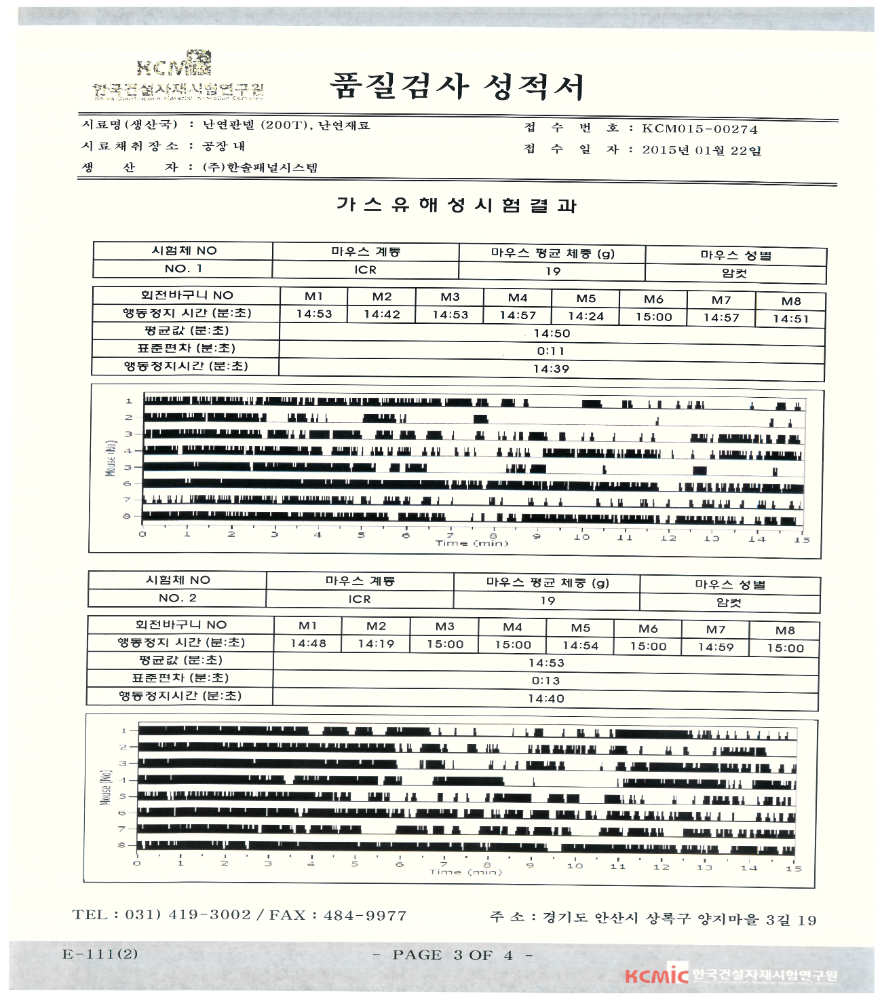 KCMIC
한국건설자재시험연구원
Korea Construction Material Inspection Company
품질검사 성적서
시료명(생산국) : 난연판넬 (200T), 난연재료
접 수 번 호 : KCM015-00274
시료채취장소 : 공장 내
접 수 일 자 : 2015년 01월 22일
생 산 자 : (주)한솔패널시스템
가스유해성시험결과
시험체 NO 마우스 계통 마우스 평균 체중 (g) 마우스 성별
NO. 1 ICR 19 암컷
회전바구니 NO M1 M2 M3 M4 M5 M6 M7 M8
행동정지 시간 (분:초) 14:53 14:42 14:53 14:57 14:24 15:00 14:57 14:51
평균값 (분:초) 14:50
표준편차 (분:초) 0:11
행동정지시간 (분:초) 14:39
Mouse (No)
1
2
3
4
5
6
7
8
0 1 2 3 4 5 6 7 8 9 10 11 12 13 14 15
Time (min)
시험체 NO 마우스 계통 마우스 평균 체중 (g) 마우스 성별
NO. 2 ICR 19 암컷
회전바구니 NO M1 M2 M3 M4 M5 M6 M7 M8
행동정지 시간 (분:초) 14:48 14:19 15:00 15:00 14:54 15:00 14:59 15:00
평균값 (분:초) 14:53
표준편차 (분:초) 0:13
행동정지시간 (분:초) 14:40
Mouse (No)
1
2
3
4
5
6
7
8
0 1 2 3 4 5 6 7 8 9 10 11 12 13 14 15
Time (min)
TEL : 031) 419-3002 / FAX : 484-9977
주 소 : 경기도 안산시 상록구 양지마을 3길 19
E-111(2)
- PAGE 3 OF 4 -
KCMiC 한국건설자재시험연구원